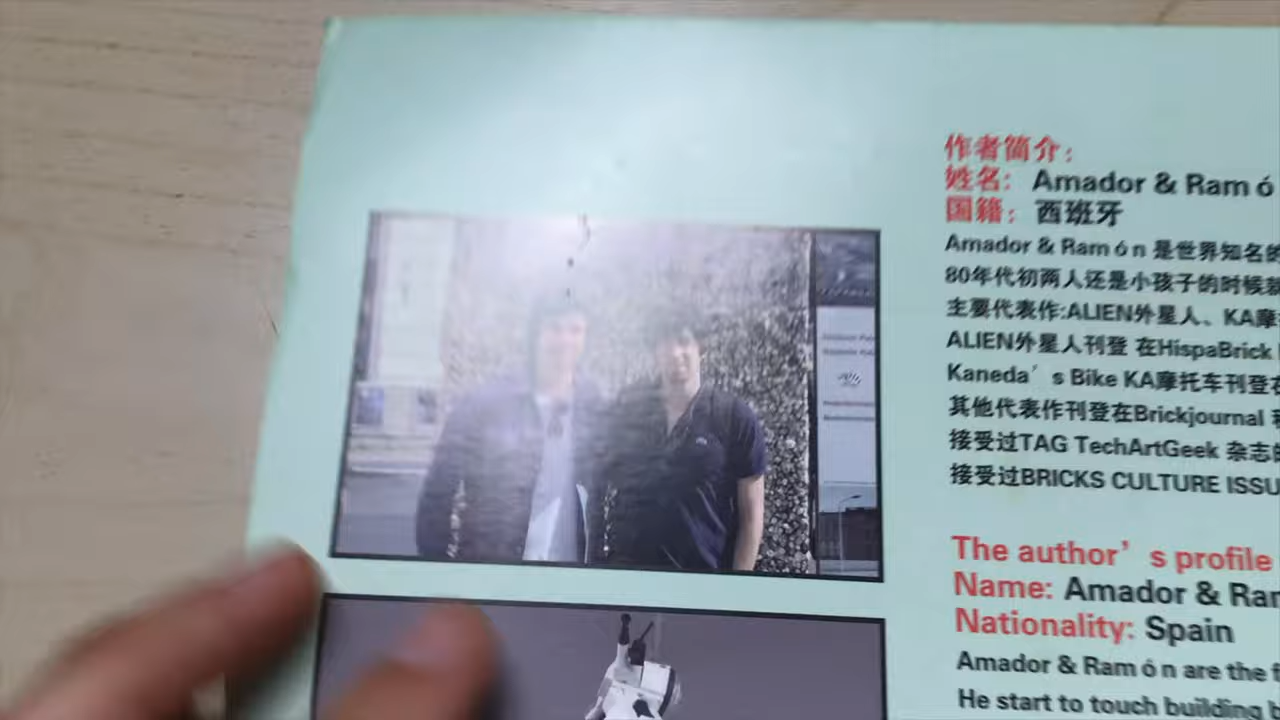 作者简介：
姓名： Amador & Ram ó
国籍： 西班牙
Amador & Ram ó n 是世界知名的
80年代初两人还是小孩子的时候就
主要代表作:ALIEN外星人、KA摩
ALIEN外星人刊登 在HispaBrick
Kaneda’ s Bike KA摩托车刊登在
其他代表作刊登在Brickjournal
接受过TAG TechArtGeek 杂志的
接受过BRICKS CULTURE ISSU
The author’ s profile
Name: Amador & Ram
Nationality: Spain
Amador & Ram ó n are the f
He start to touch building b